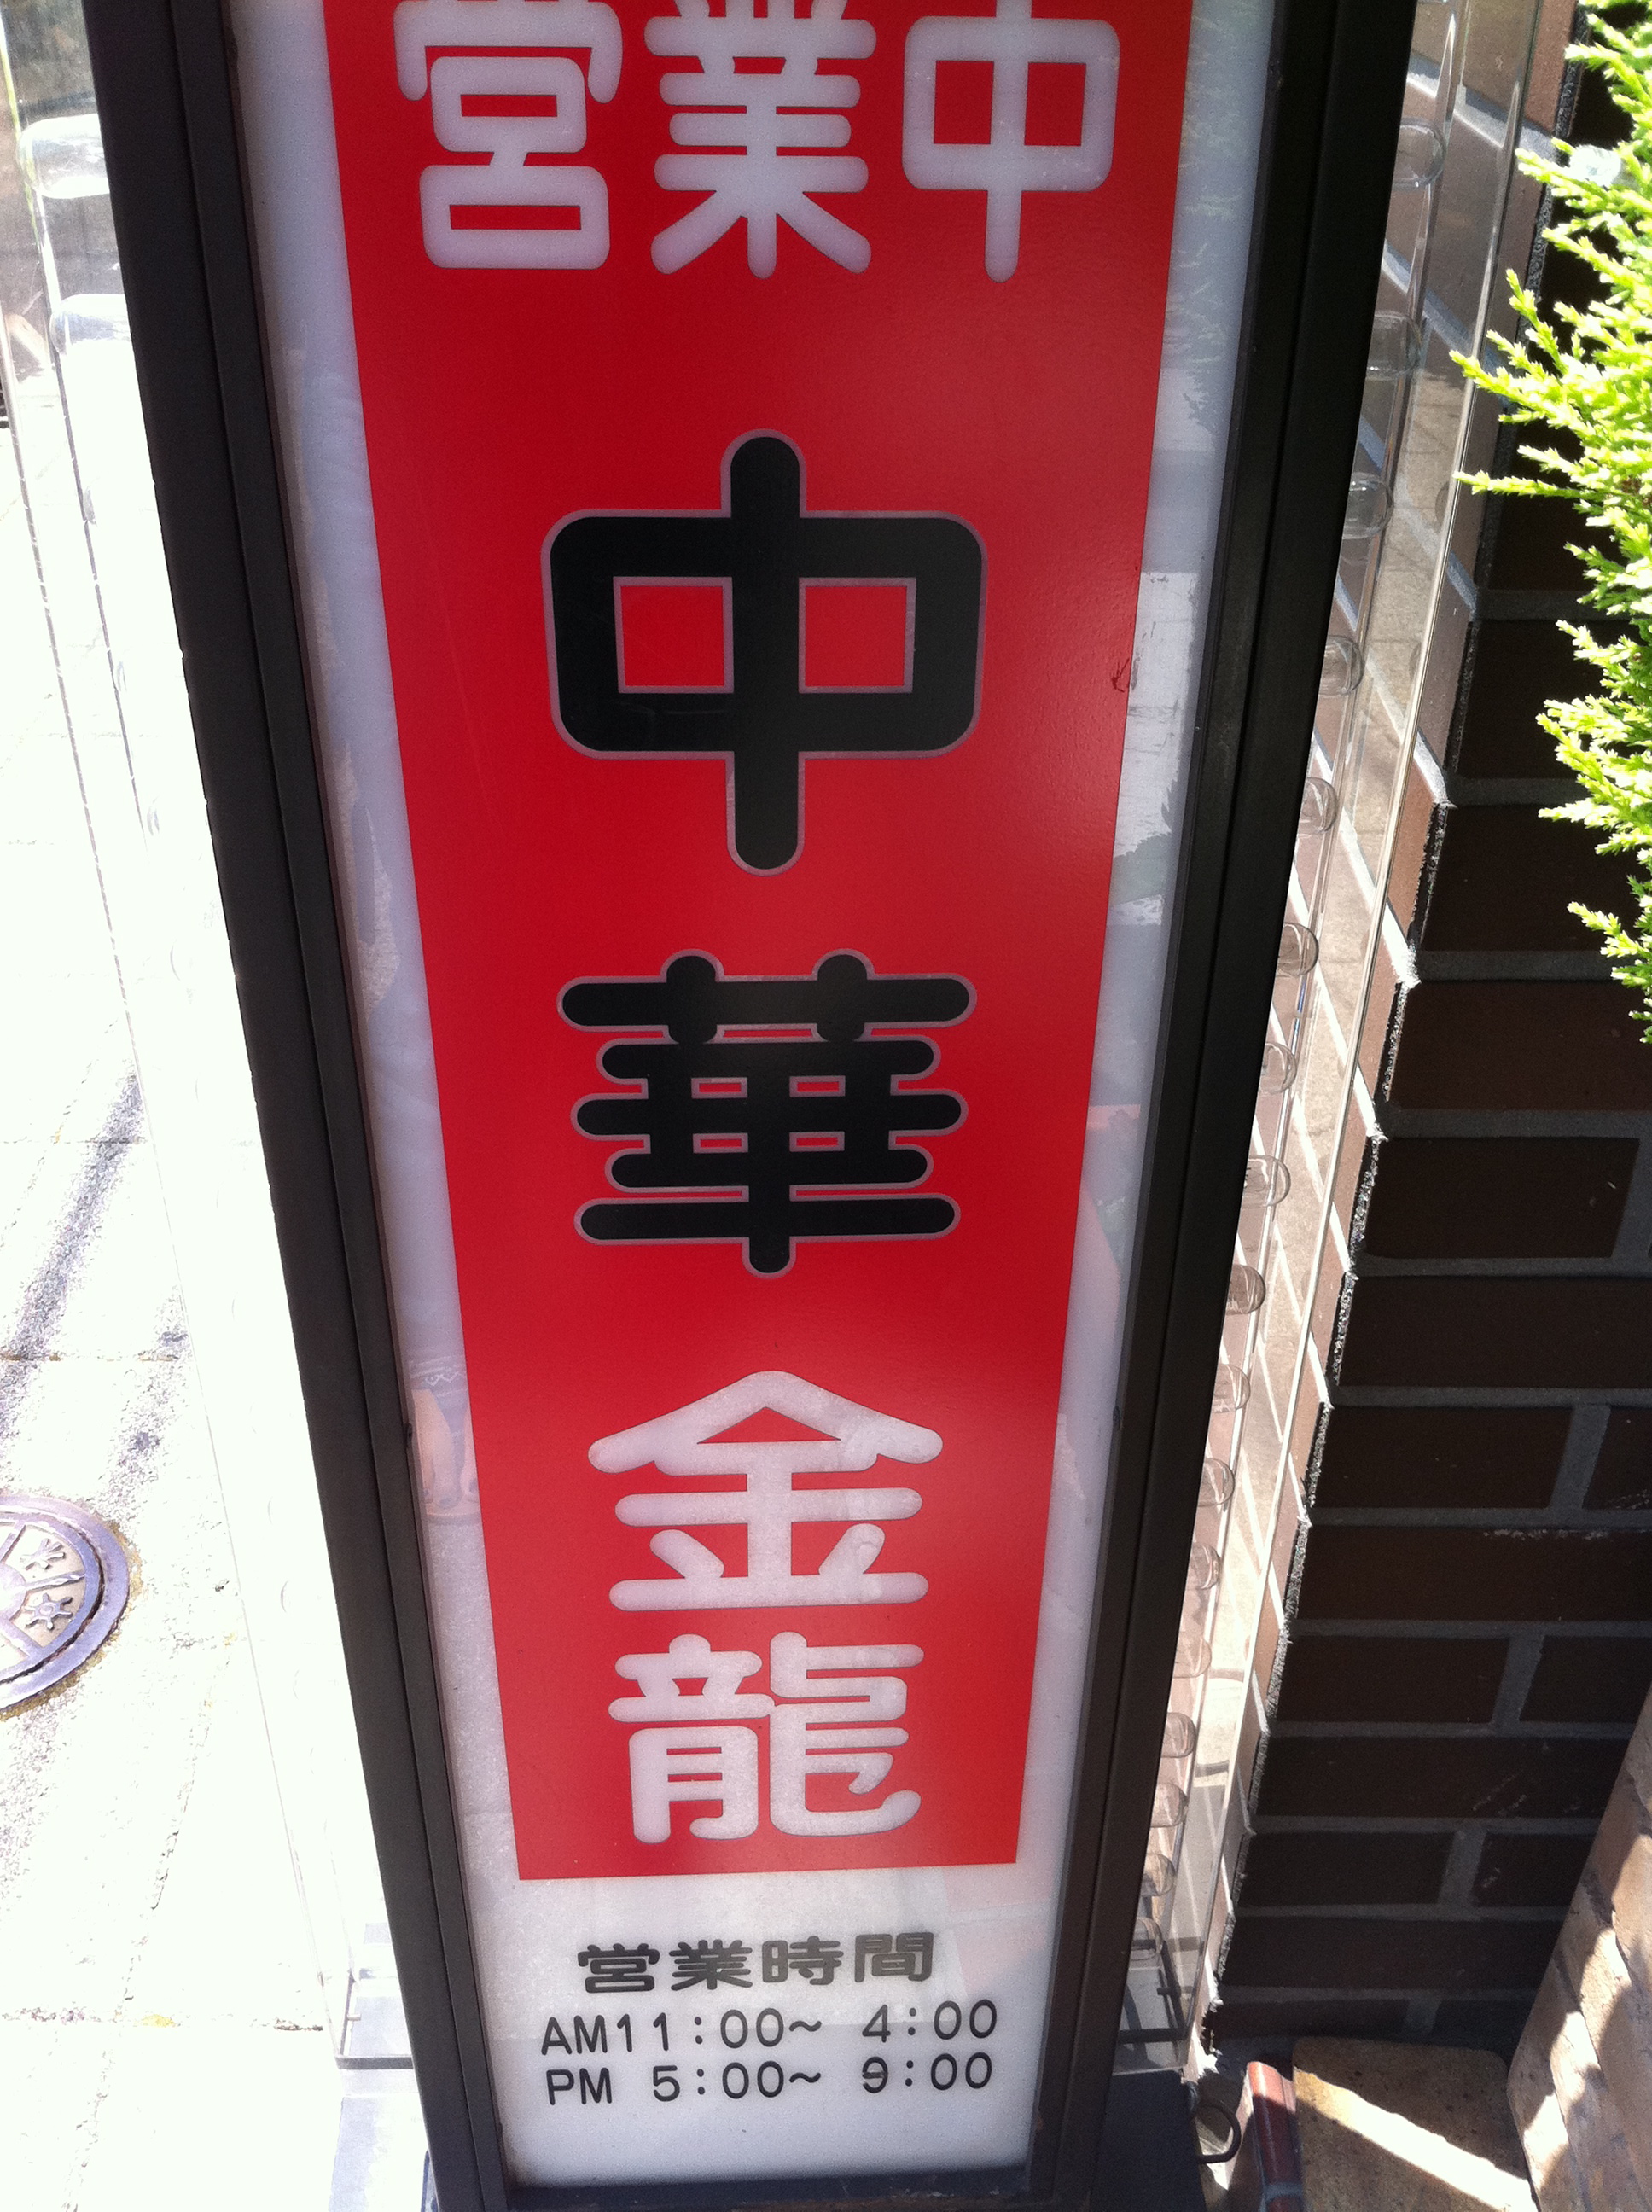 営業中
中華
金龍
営業時間
AM11:00~ 4:00
PM 5:00~ 9:00